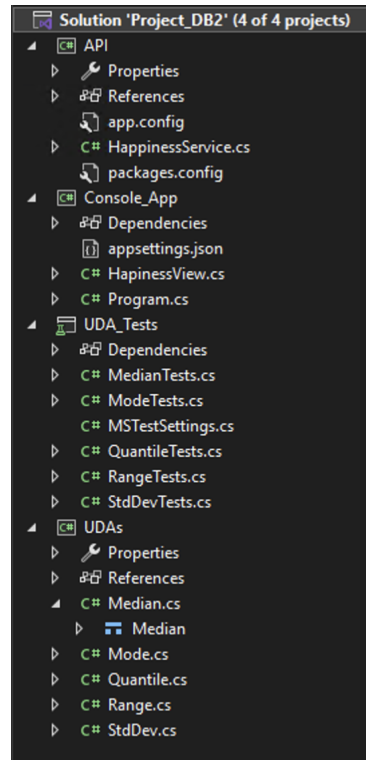 Solution 'Project_DB2' (4 of 4 projects)
C# API
Properties
References
app.config
C# HappinessService.cs
packages.config
C# Console_App
Dependencies
appsettings.json
C# HapinessView.cs
C# Program.cs
UDA_Tests
Dependencies
C# MedianTests.cs
C# ModeTests.cs
C# MSTestSettings.cs
C# QuantileTests.cs
C# RangeTests.cs
C# StdDevTests.cs
C# UDAs
Properties
References
C# Median.cs
Median
C# Mode.cs
C# Quantile.cs
C# Range.cs
C# StdDev.cs